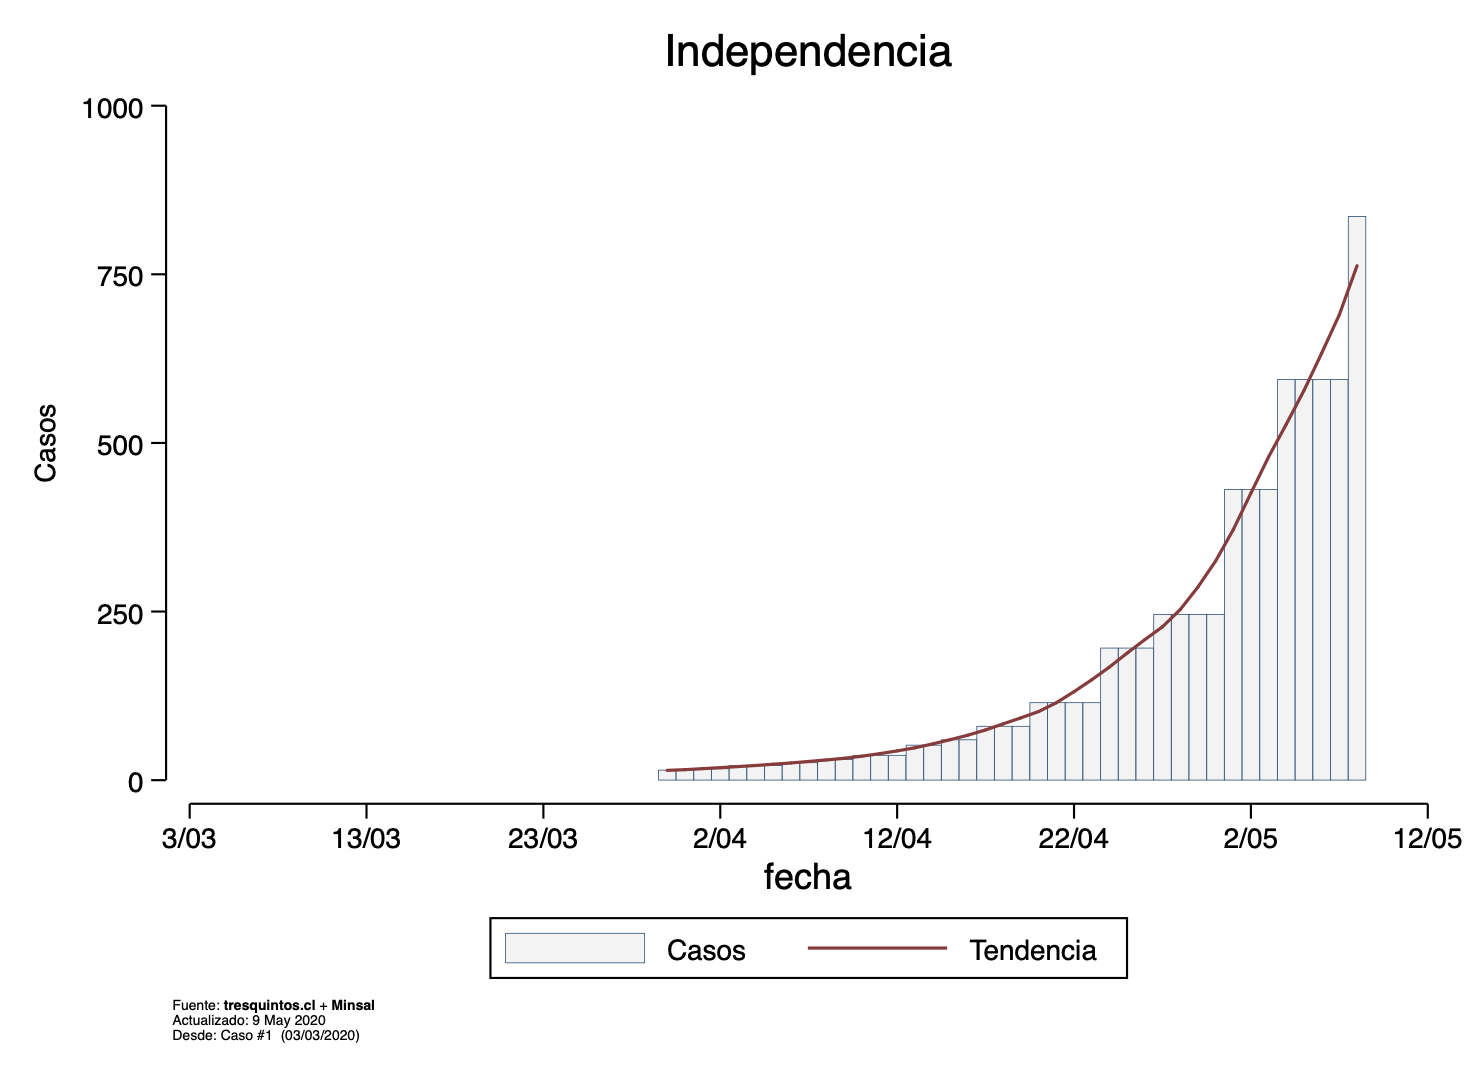 Independencia
1000
750
500
250
0
Casos
3/03 13/03 23/03 2/04 12/04 22/04 2/05 12/05
fecha
Casos Tendencia
Fuente: tresquintos.cl + Minsal
Actualizado: 9 May 2020
Desde: Caso #1 (03/03/2020)